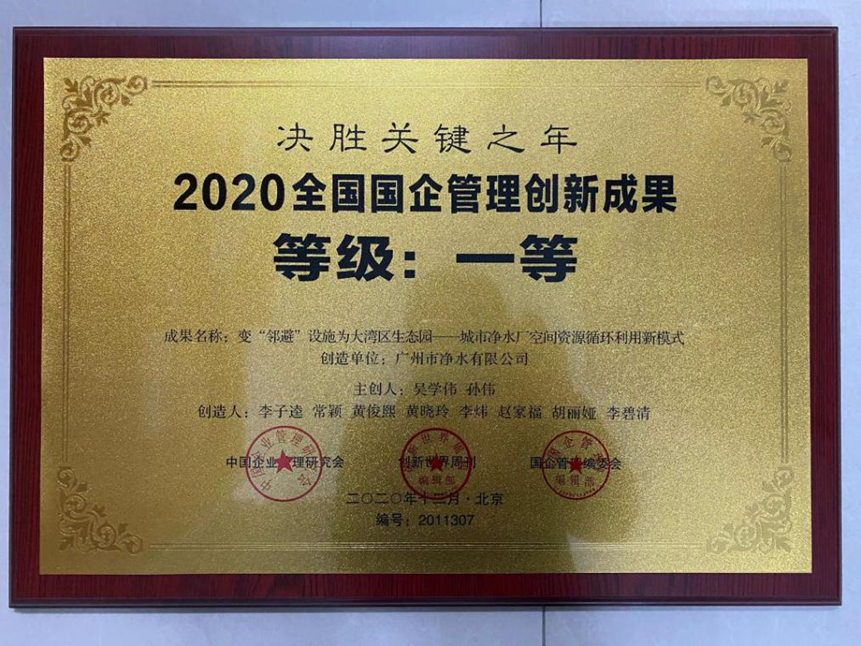 决胜关键之年
2020全国国企管理创新成果
等级：一等
成果名称：变“邻避”设施为大湾区生态园——城市净水厂空间资源循环利用新模式
创造单位：广州市净水有限公司
主创人：吴学伟 孙伟
创造人：李子逵 常颖 黄俊熙 黄晓玲 李炜 赵家福 胡丽娅 李碧清
中国企业管理研究会 创新世界周刊 国企管理编委会
编辑部 编辑部
二〇二〇年十二月·北京
编号：2011307